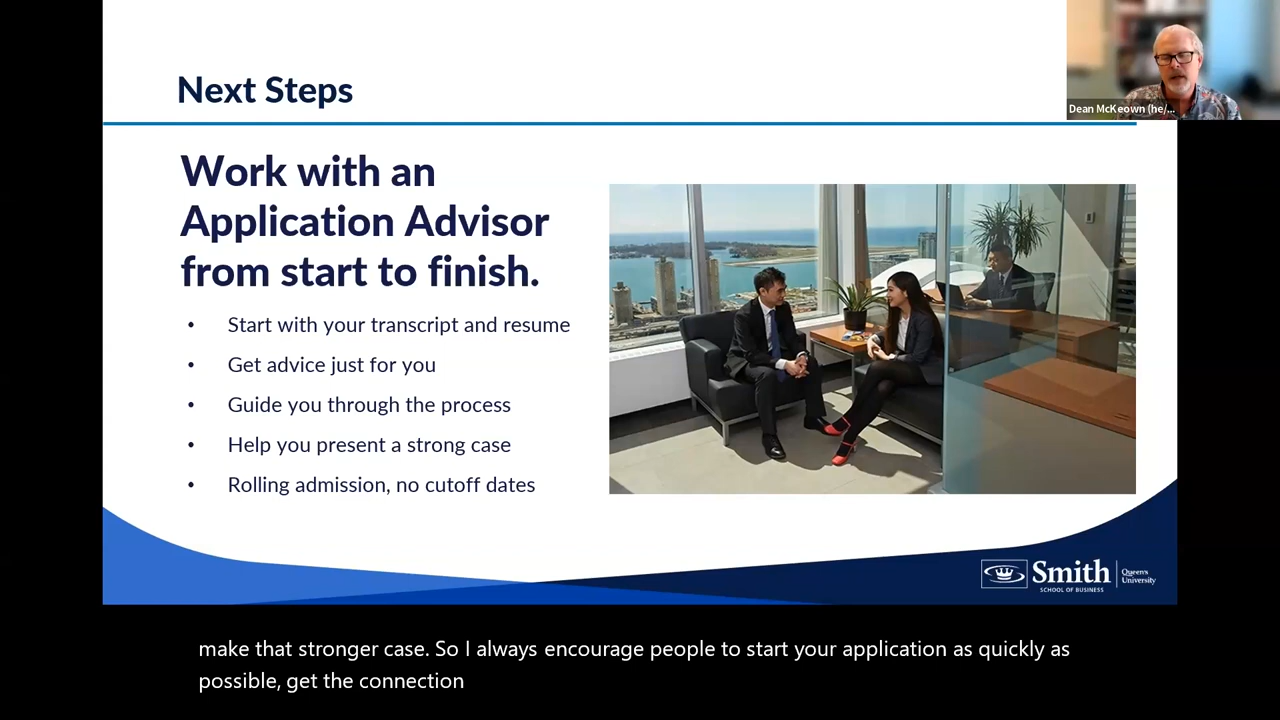 Next Steps
Dean McKeown (he/...
Work with an
Application Advisor
from start to finish.
• Start with your transcript and resume
• Get advice just for you
• Guide you through the process
• Help you present a strong case
• Rolling admission, no cutoff dates
Smith
SCHOOL OF BUSINESS
Queen's
University
make that stronger case. So I always encourage people to start your application as quickly as
possible, get the connection